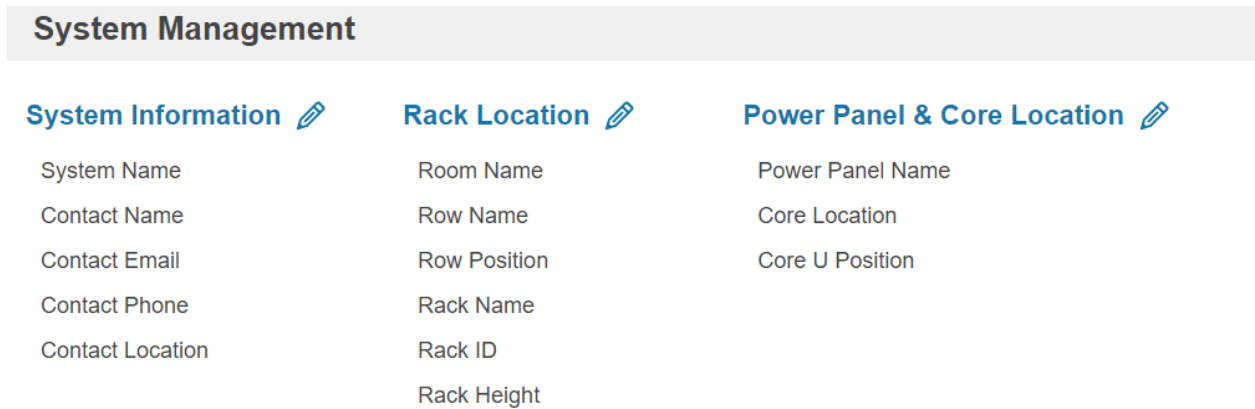 System Management
System Information
System Name
Contact Name
Contact Email
Contact Phone
Contact Location
Rack Location
Room Name
Row Name
Row Position
Rack Name
Rack ID
Rack Height
Power Panel & Core Location
Power Panel Name
Core Location
Core U Position